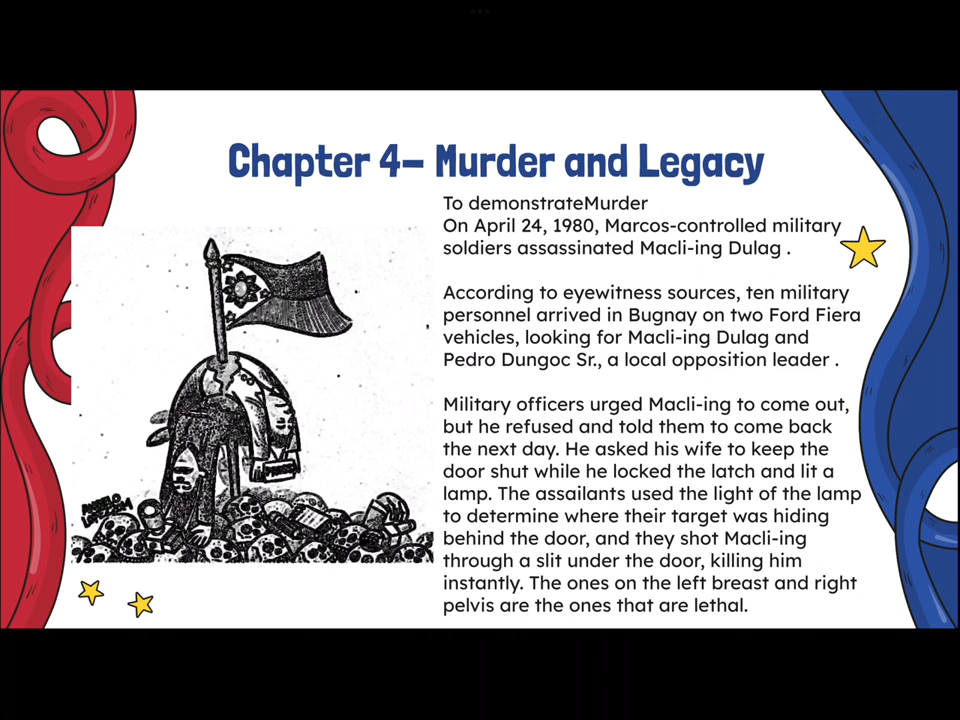 Chapter 4– Murder and Legacy
To demonstrateMurder
On April 24, 1980, Marcos-controlled military
soldiers assassinated Macli-ing Dulag .
According to eyewitness sources, ten military
personnel arrived in Bugnay on two Ford Fiera
vehicles, looking for Macli-ing Dulag and
Pedro Dungoc Sr., a local opposition leader .
Military officers urged Macli-ing to come out,
but he refused and told them to come back
the next day. He asked his wife to keep the
door shut while he locked the latch and lit a
lamp. The assailants used the light of the lamp
to determine where their target was hiding
behind the door, and they shot Macli-ing
through a slit under the door, killing him
instantly. The ones on the left breast and right
pelvis are the ones that are lethal.